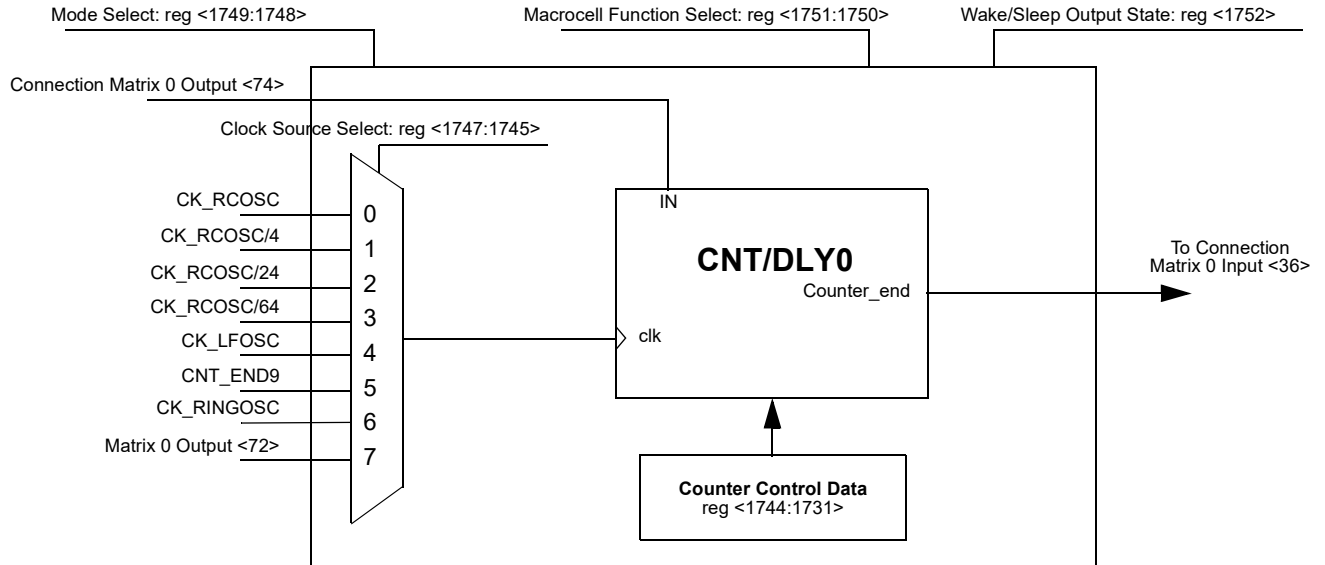 Mode Select: reg <1749:1748>
Macrocell Function Select: reg <1751:1750>
Wake/Sleep Output State: reg <1752>
Connection Matrix 0 Output <74>
Clock Source Select: reg <1747:1745>
CK_RCOSC
0
CK_RCOSC/4
1
CK_RCOSC/24
2
CK_RCOSC/64
3
CK_LFOSC
4
CNT_END9
5
CK_RINGOSC
6
Matrix 0 Output <72>
7
IN
CNT/DLY0
Counter_end
clk
To Connection
Matrix 0 Input <36>
Counter Control Data
reg <1744:1731>